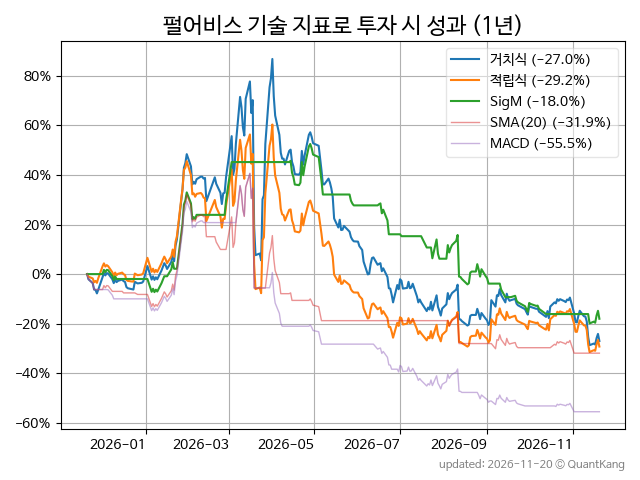 펄어비스 기술 지표로 투자 시 성과 (1년)
거치식 (−27.0%)
적립식 (−29.2%)
SigM (−18.0%)
SMA(20) (−31.9%)
MACD (−55.5%)
80%
60%
40%
20%
0%
−20%
−40%
−60%
2026−01 2026−03 2026−05 2026−07 2026−09 2026−11
updated: 2026−11−20 © QuantKang